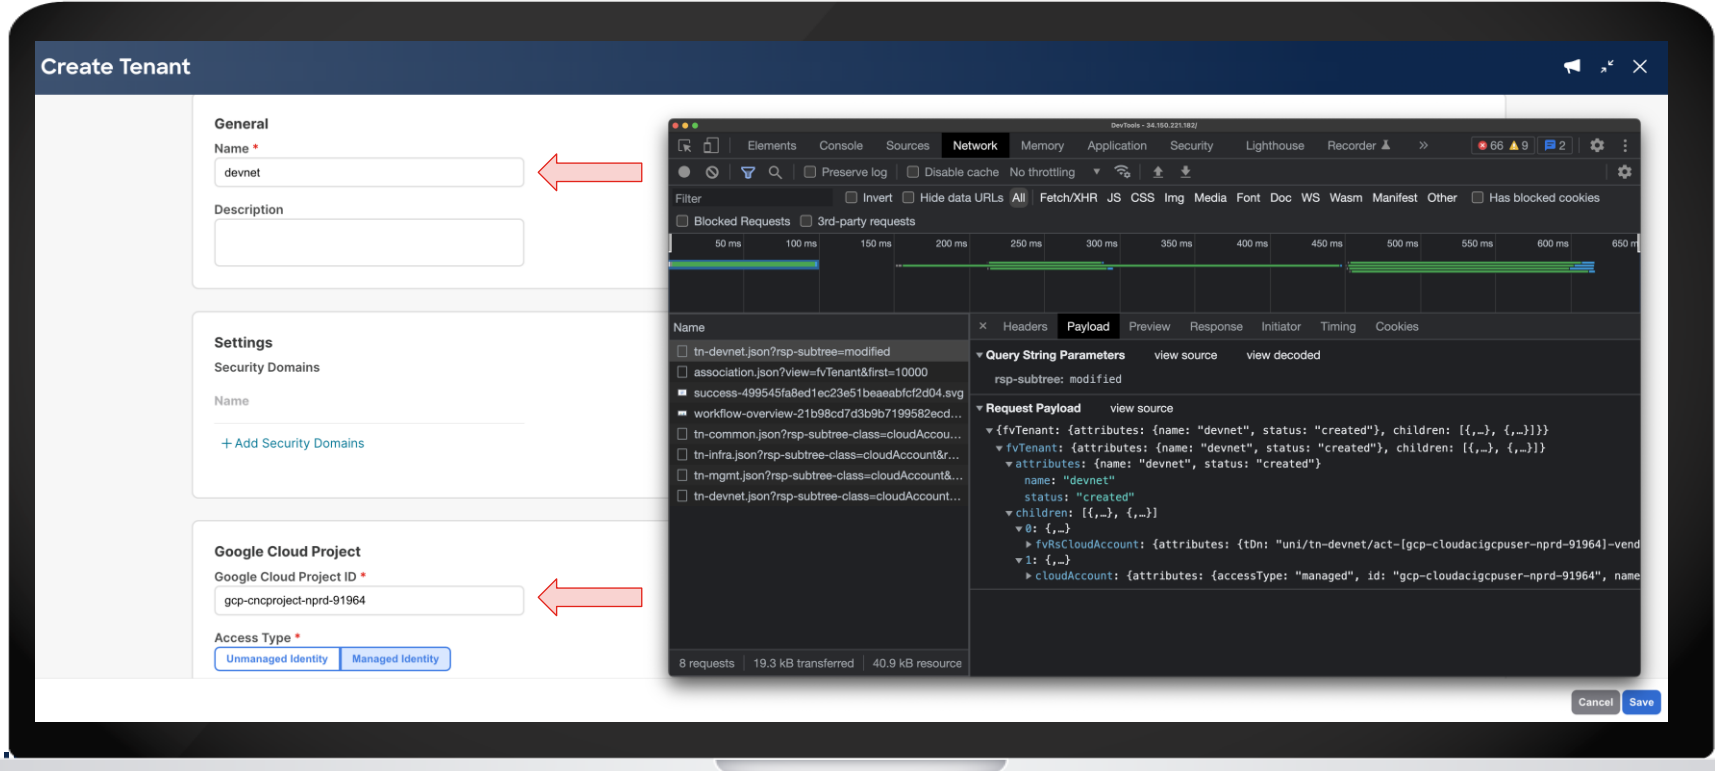 Create Tenant
General
Name *
devnet
Description
Settings
Security Domains
Name
+ Add Security Domains
Google Cloud Project
Google Cloud Project ID *
gcp-cncproject-nprd-91964
Access Type *
Unmanaged Identity Managed Identity
Cancel Save
DevTools - 34.150.221.182/
Elements Console Sources Network Memory Application Security Lighthouse Recorder » 66 9 2
Preserve log Disable cache No throttling
Filter Invert Hide data URLs All Fetch/XHR JS CSS Img Media Font Doc WS Wasm Manifest Other Has blocked cookies
Blocked Requests 3rd-party requests
50 ms 100 ms 150 ms 200 ms 250 ms 300 ms 350 ms 400 ms 450 ms 500 ms 550 ms 600 ms 650 m
Name
tn-devnet.json?rsp-subtree=modified
association.json?view=fvTenant&first=10000
success-499545fa8ed1ec23e51beaeabfcf2d04.svg
workflow-overview-21b98cd7d3b9b7199582ecd...
tn-common.json?rsp-subtree-class=cloudAccou...
tn-infra.json?rsp-subtree-class=cloudAccount&r...
tn-mgmt.json?rsp-subtree-class=cloudAccount&...
tn-devnet.json?rsp-subtree-class=cloudAccount...
8 requests 19.3 kB transferred 40.9 kB resource
× Headers Payload Preview Response Initiator Timing Cookies
Query String Parameters view source view decoded
rsp-subtree: modified
Request Payload view source
{fvTenant: {attributes: {name: "devnet", status: "created"}, children: [{,…}, {,…}]}}
fvTenant: {attributes: {name: "devnet", status: "created"}, children: [{,…}, {,…}]}
attributes: {name: "devnet", status: "created"}
name: "devnet"
status: "created"
children: [{,…}, {,…}]
0: {,…}
fvRsCloudAccount: {attributes: {tDn: "uni/tn-devnet/act-[gcp-cloudacigcpuser-nprd-91964]-vend
1: {,…}
cloudAccount: {attributes: {accessType: "managed", id: "gcp-cloudacigcpuser-nprd-91964", name